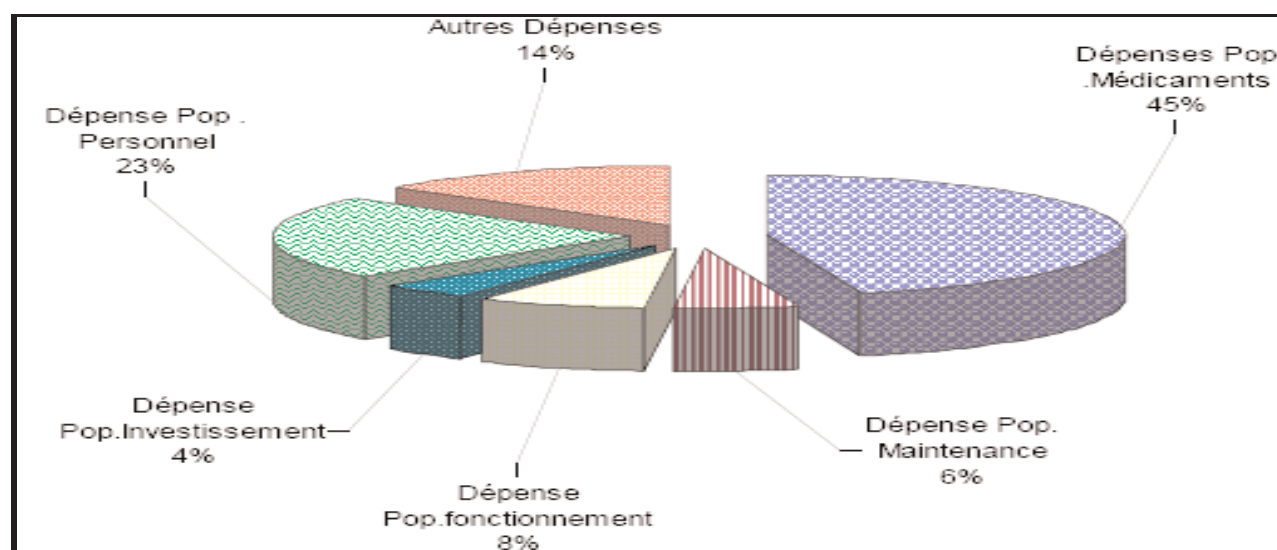 Autres Dépenses
14%
Dépenses Pop
.Médicaments
45%
Dépense Pop .
Personnel
23%
Dépense
Pop.Investissement
4%
Dépense Pop.
Maintenance
6%
Dépense
Pop.fonctionnement
8%